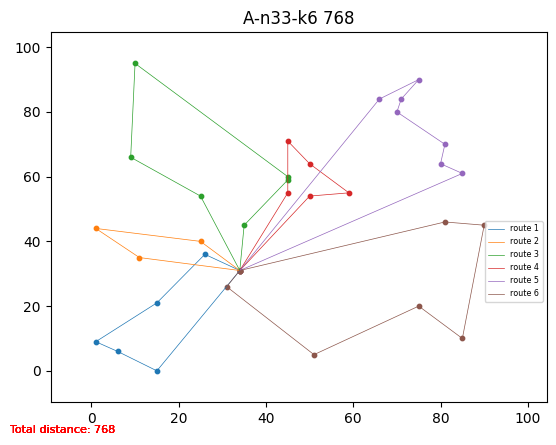 A-n33-k6 768
100
80
60
40
20
0
route 1
route 2
route 3
route 4
route 5
route 6
0 20 40 60 80 100
Total distance: 768